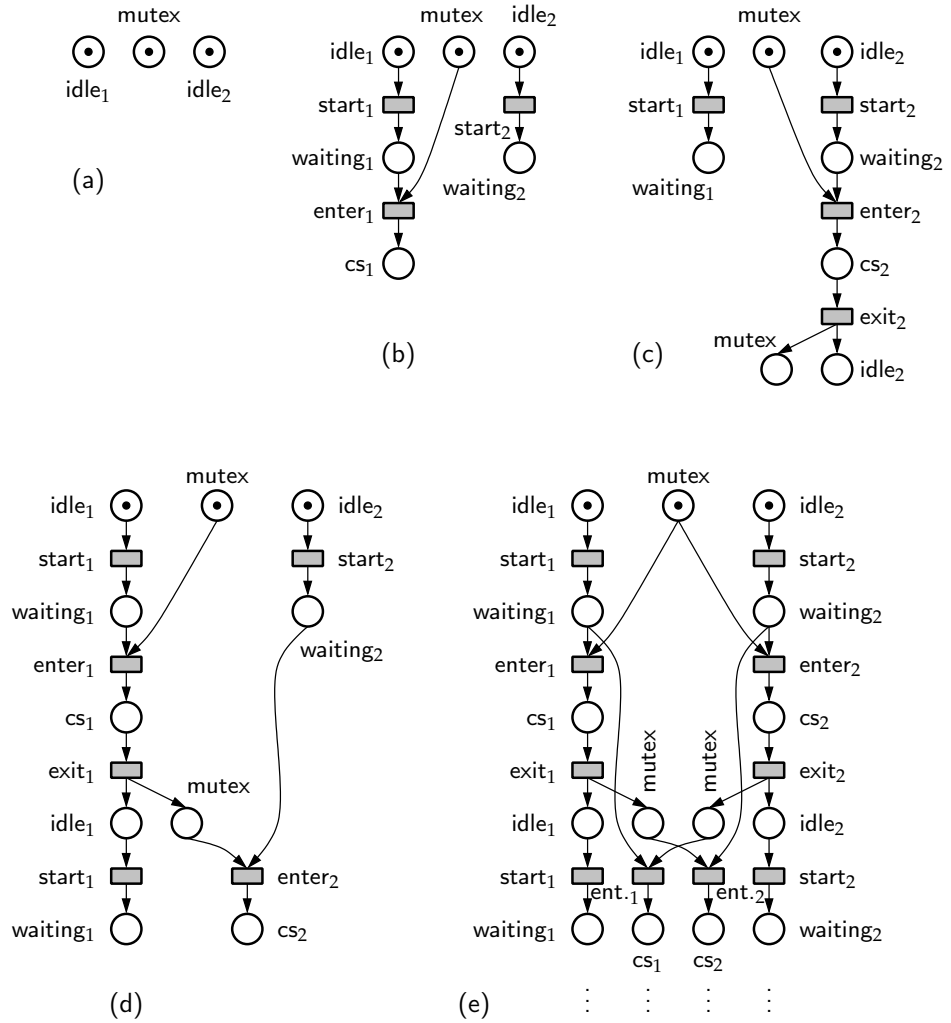 mutex
idle1 idle2
(a)
idle2
idle1 mutex
start1
start2
waiting1
waiting2
enter1
cs1
(b)
mutex
idle1 idle2
start1 start2
waiting2
waiting1
enter2
cs2
exit2
mutex
idle2
(c)
mutex
idle1 idle2
start1 start2
waiting1
waiting2
enter1
cs1
exit1
mutex
idle1
start1 enter2
waiting1 cs2
(d)
mutex
idle1 idle2
start1 start2
waiting1 waiting2
enter1 enter2
cs1 cs2
mutex mutex
exit1 exit2
idle1 idle2
start1 start2
ent.1 ent.2
waiting1 waiting2
cs1 cs2
(e)